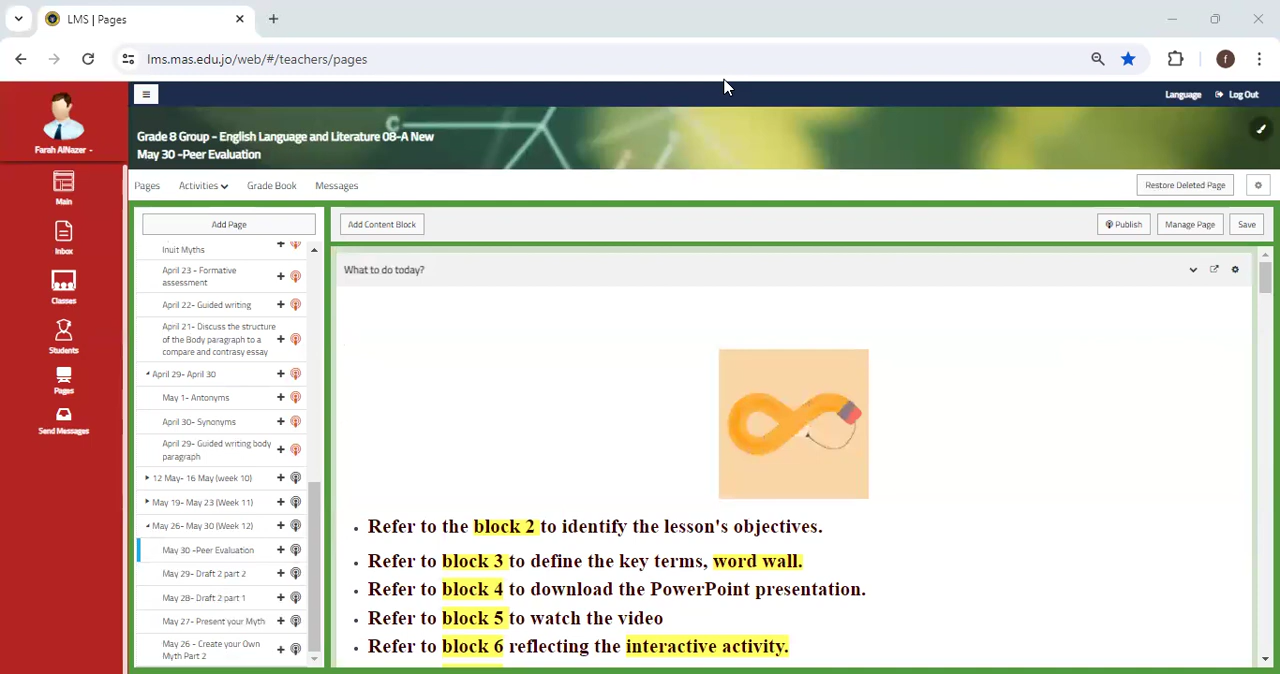 LMS | Pages
lms.mas.edu.jo/web/#/teachers/pages
f
Language
Log Out
Farah AlNazer
Grade 8 Group - English Language and Literature 08-A New
May 30 -Peer Evaluation
Pages
Activities
Grade Book
Messages
Restore Deleted Page
Main
Inbox
Classes
Students
Pages
Send Messages
Add Page
Add Content Block
Publish
Manage Page
Save
Inuit Myths
April 23 - Formative
assessment
April 22- Guided writing
April 21- Discuss the structure
of the Body paragraph to a
compare and contrasy essay
April 29- April 30
May 1- Antonyms
April 30- Synonyms
April 29- Guided writing body
paragraph
12 May- 16 May (week 10)
May 19- May 23 (Week 11)
May 26- May 30 (Week 12)
May 30 -Peer Evaluation
May 29- Draft 2 part 2
May 28- Draft 2 part 1
May 27- Present your Myth
May 26 - Create your Own
Myth Part 2
What to do today?
Refer to the block 2 to identify the lesson's objectives.
Refer to block 3 to define the key terms, word wall.
Refer to block 4 to download the PowerPoint presentation.
Refer to block 5 to watch the video
Refer to block 6 reflecting the interactive activity.